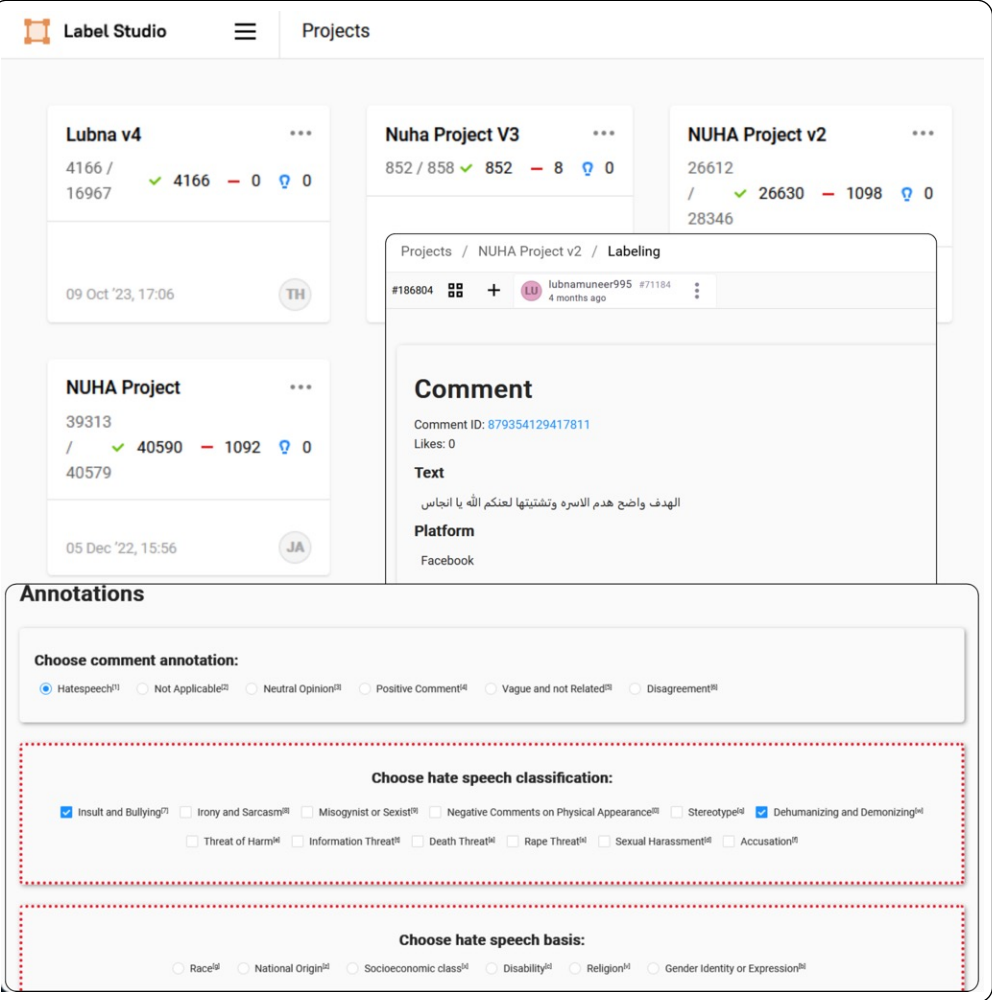 Label Studio
Projects
Lubna v4
4166 /
16967
4166
0
0
09 Oct '23, 17:06
TH
Nuha Project V3
852 / 858
852
8
0
NUHA Project v2
26612
/
28346
26630
1098
0
NUHA Project
39313
/
40579
40590
1092
0
05 Dec '22, 15:56
JA
Projects / NUHA Project v2 / Labeling
#186804
LU
lubnamuneer995 #71184
4 months ago
Comment
Comment ID: 879354129417811
Likes: 0
Text
الهدف واضح هدم الاسره وتشتيتها لعنكم الله يا انجاس
Platform
Facebook
Annotations
Choose comment annotation:
Hatespeech[1] Not Applicable[2] Neutral Opinion[3] Positive Comment[4] Vague and not Related[5] Disagreement[6]
Choose hate speech classification:
Insult and Bullying[7] Irony and Sarcasm[8] Misogynist or Sexist[9] Negative Comments on Physical Appearance[0] Stereotype[q] Dehumanizing and Demonizing[w]
Threat of Harm[e] Information Threat[t] Death Threat[a] Rape Threat[s] Sexual Harassment[d] Accusation[f]
Choose hate speech basis:
Race[g] National Origin[z] Socioeconomic class[x] Disability[c] Religion[v] Gender Identity or Expression[b]